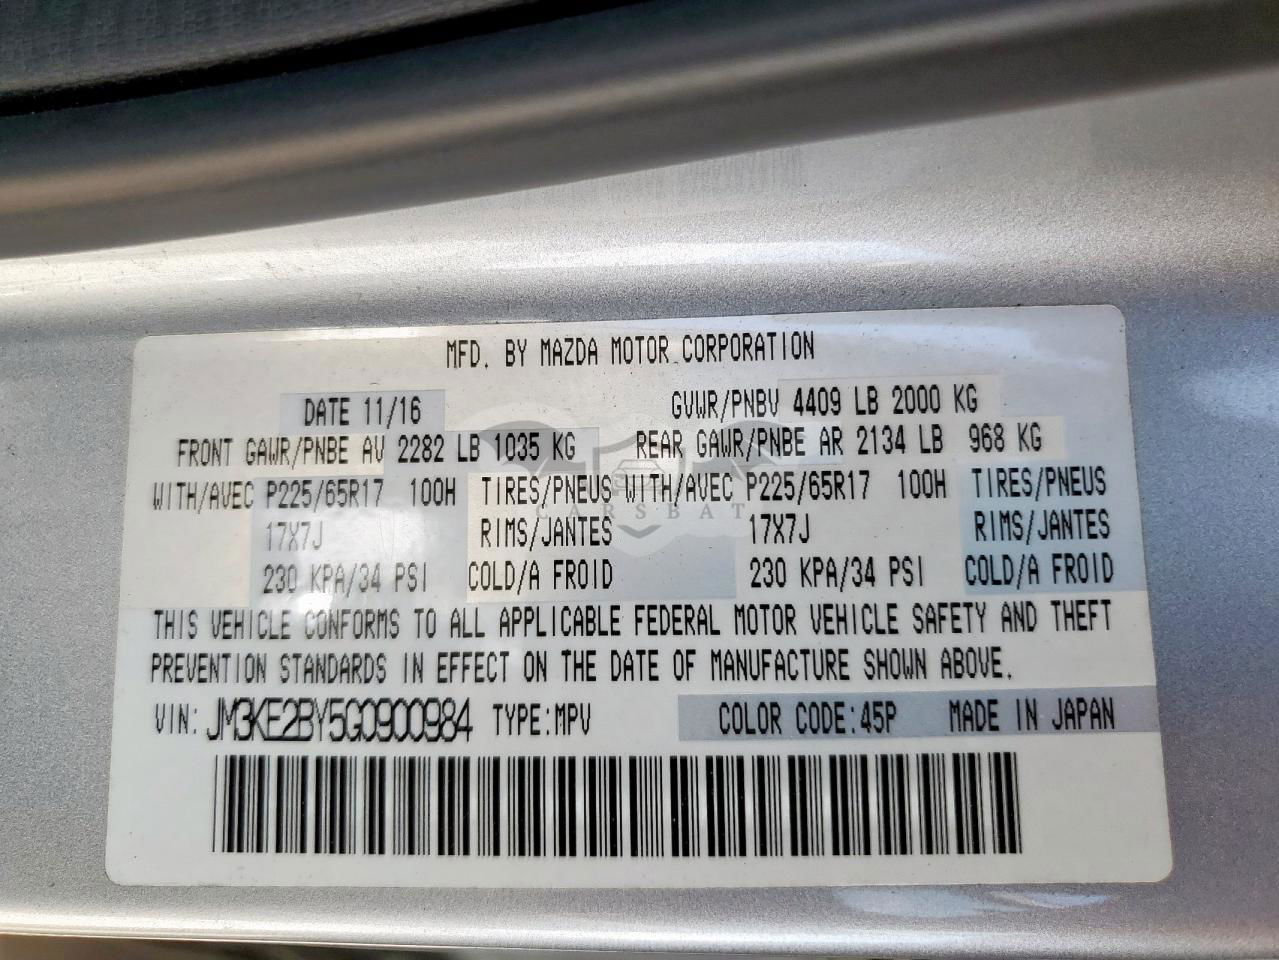 MFD. BY MAZDA MOTOR CORPORATION
DATE 11/16 GVWR/PNBV 4409 LB 2000 KG
FRONT GAWR/PNBE AV 2282 LB 1035 KG REAR GAWR/PNBE AR 2134 LB 968 KG
WITH/AVEC P225/65R17 100H TIRES/PNEUS WITH/AVEC P225/65R17 100H TIRES/PNEUS
CARSBAT
17X7J RIMS/JANTES 17X7J RIMS/JANTES
230 KPA/34 PSI COLD/A FROID 230 KPA/34 PSI COLD/A FROID
THIS VEHICLE CONFORMS TO ALL APPLICABLE FEDERAL MOTOR VEHICLE SAFETY AND THEFT
PREVENTION STANDARDS IN EFFECT ON THE DATE OF MANUFACTURE SHOWN ABOVE.
VIN: JM3KE2BY5G0900984 TYPE:MPV COLOR CODE:45P MADE IN JAPAN